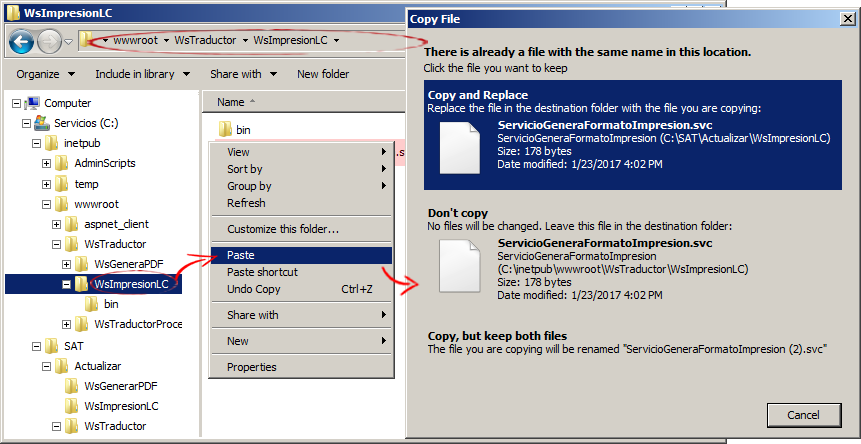 WsImpresionLC
wwwroot WsTraductor WsImpresionLC
Organize Include in library Share with New folder
Computer
Servicios (C:)
inetpub
AdminScripts
temp
wwwroot
aspnet_client
WsTraductor
WsGeneraPDF
WsImpresionLC
bin
WsTraductorProce
SAT
Actualizar
WsGenerarPDF
WsImpresionLC
WsTraductor
Name
bin
.s
View
Sort by
Group by
Refresh
Customize this folder...
Paste
Paste shortcut
Undo Copy Ctrl+Z
Share with
New
Properties
Copy File
There is already a file with the same name in this location.
Click the file you want to keep
Copy and Replace
Replace the file in the destination folder with the file you are copying:
ServicioGeneraFormatoImpresion.svc
ServicioGeneraFormatoImpresion (C:\SAT\Actualizar\WsImpresionLC)
Size: 178 bytes
Date modified: 1/23/2017 4:02 PM
Don't copy
No files will be changed. Leave this file in the destination folder:
ServicioGeneraFormatoImpresion.svc
ServicioGeneraFormatoImpresion
(C:\inetpub\wwwroot\WsTraductor\WsImpresionLC)
Size: 178 bytes
Date modified: 1/23/2017 4:02 PM
Copy, but keep both files
The file you are copying will be renamed "ServicioGeneraFormatoImpresion (2).svc"
Cancel